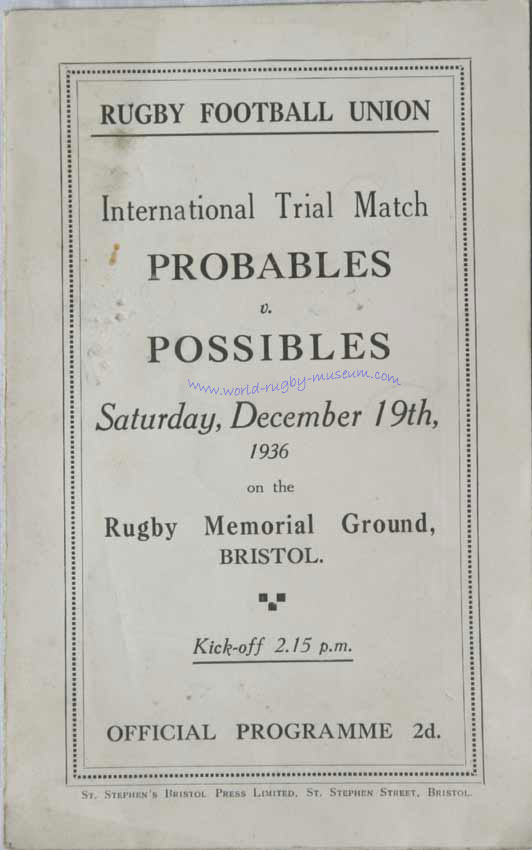 RUGBY FOOTBALL UNION
International Trial Match
PROBABLES
v.
POSSIBLES
www.world-rugby-museum.com
Saturday, December 19th,
1936
on the
Rugby Memorial Ground,
BRISTOL.
Kick-off 2.15 p.m.
OFFICIAL PROGRAMME 2d.
St. Stephen's Bristol Press Limited, St. Stephen Street, Bristol.